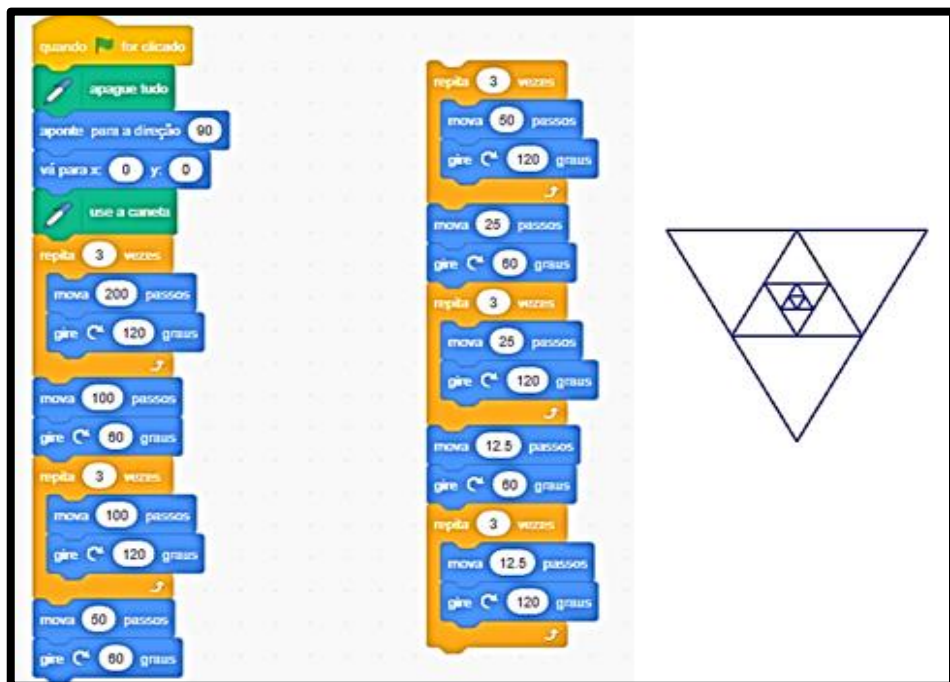 quando for clicado
apague tudo
aponte para a direção 90
vá para x: 0 y: 0
use a caneta
repita 3 vezes
mova 200 passos
gire 120 graus
mova 100 passos
gire 60 graus
repita 3 vezes
mova 100 passos
gire 120 graus
mova 50 passos
gire 60 graus
repita 3 vezes
mova 50 passos
gire 120 graus
mova 25 passos
gire 60 graus
repita 3 vezes
mova 25 passos
gire 120 graus
mova 12.5 passos
gire 60 graus
repita 3 vezes
mova 12.5 passos
gire 120 graus